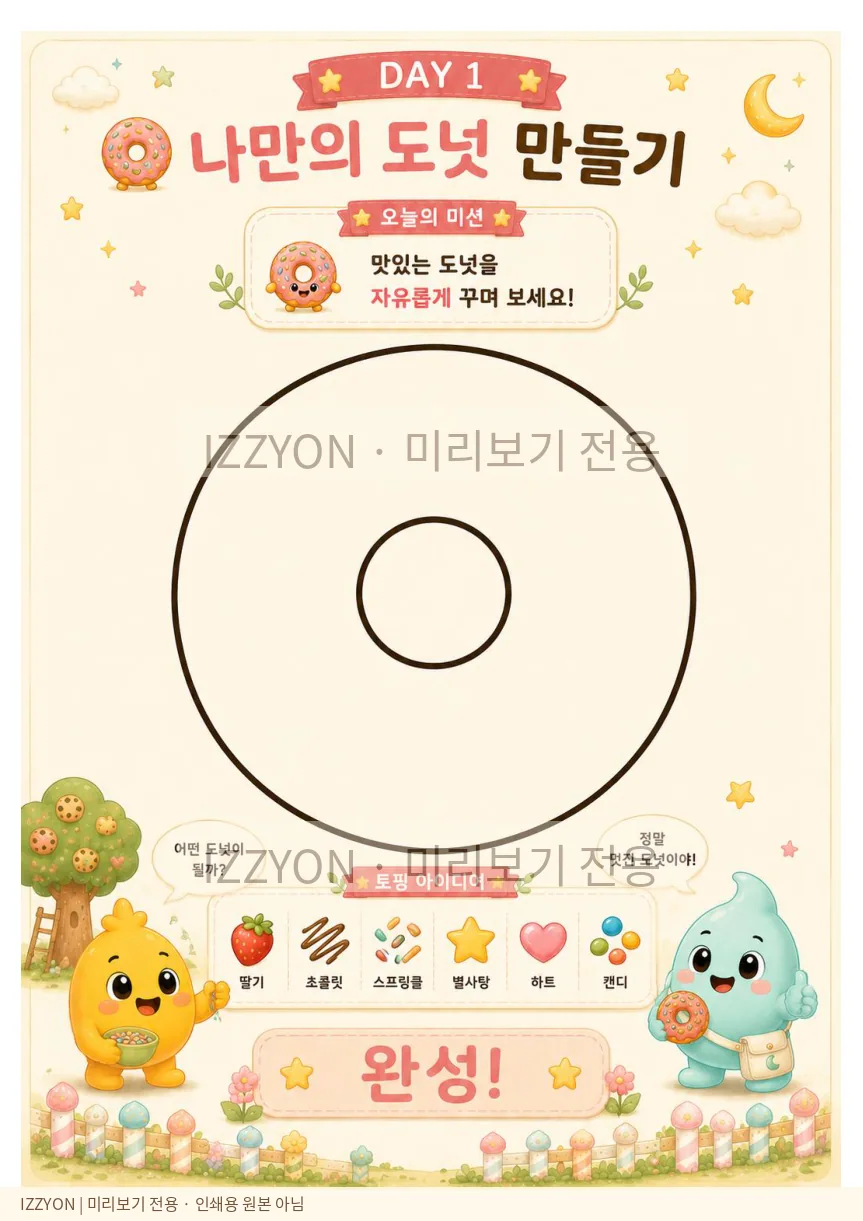 DAY 1
나만의 도넛 만들기
오늘의 미션
맛있는 도넛을
자유롭게 꾸며 보세요!
IZZYON · 미리보기 전용
어떤 도넛이
될까?
정말
멋진 도넛이야!
IZZYON · 미리보기 전용
토핑 아이디어
딸기
초콜릿
스프링클
별사탕
하트
캔디
완성!
IZZYON | 미리보기 전용 · 인쇄용 원본 아님